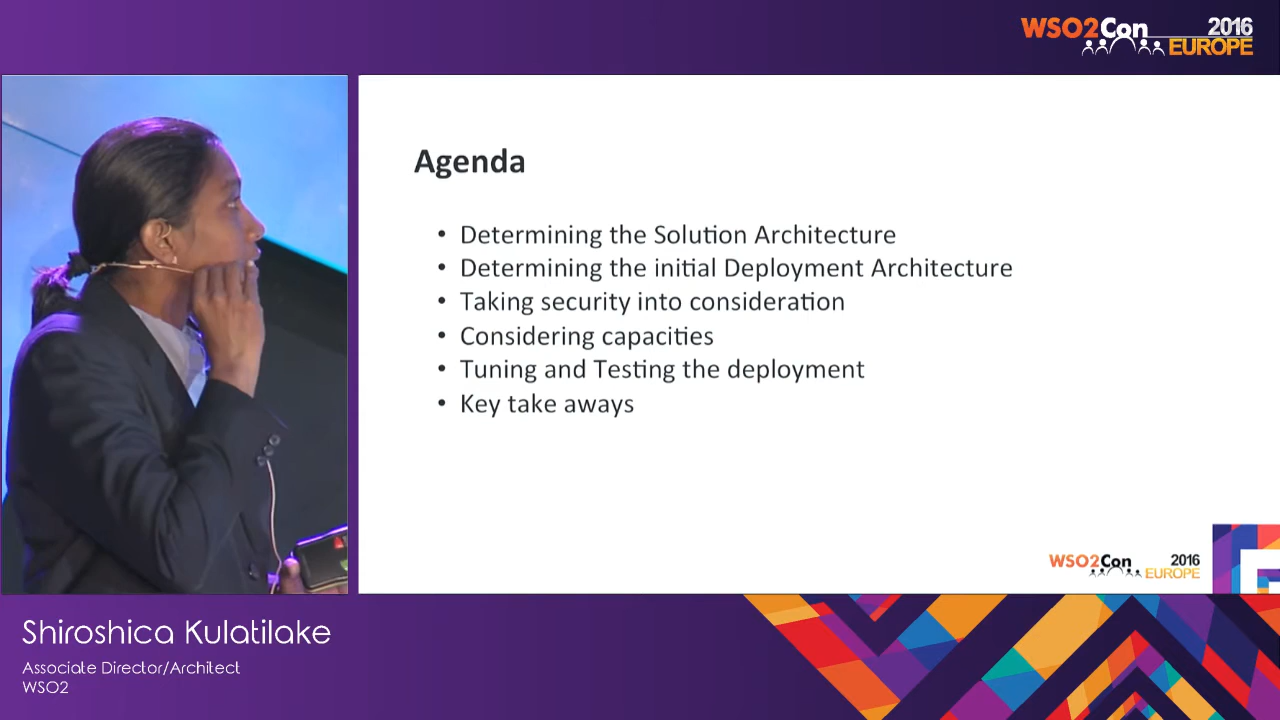 WSO2Con 2016
EUROPE
Agenda
• Determining the Solution Architecture
• Determining the initial Deployment Architecture
• Taking security into consideration
• Considering capacities
• Tuning and Testing the deployment
• Key take aways
WSO2Con 2016
EUROPE
Shiroshica Kulatilake
Associate Director/Architect
WSO2